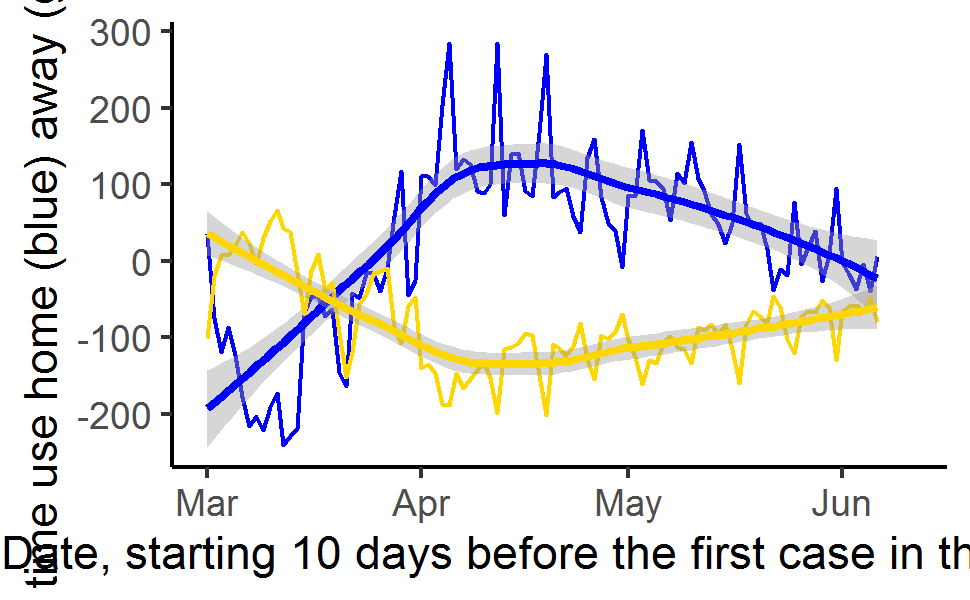 time use home (blue) away (g
300
200
100
0
-100
-200
Mar Apr May Jun
Date, starting 10 days before the first case in th